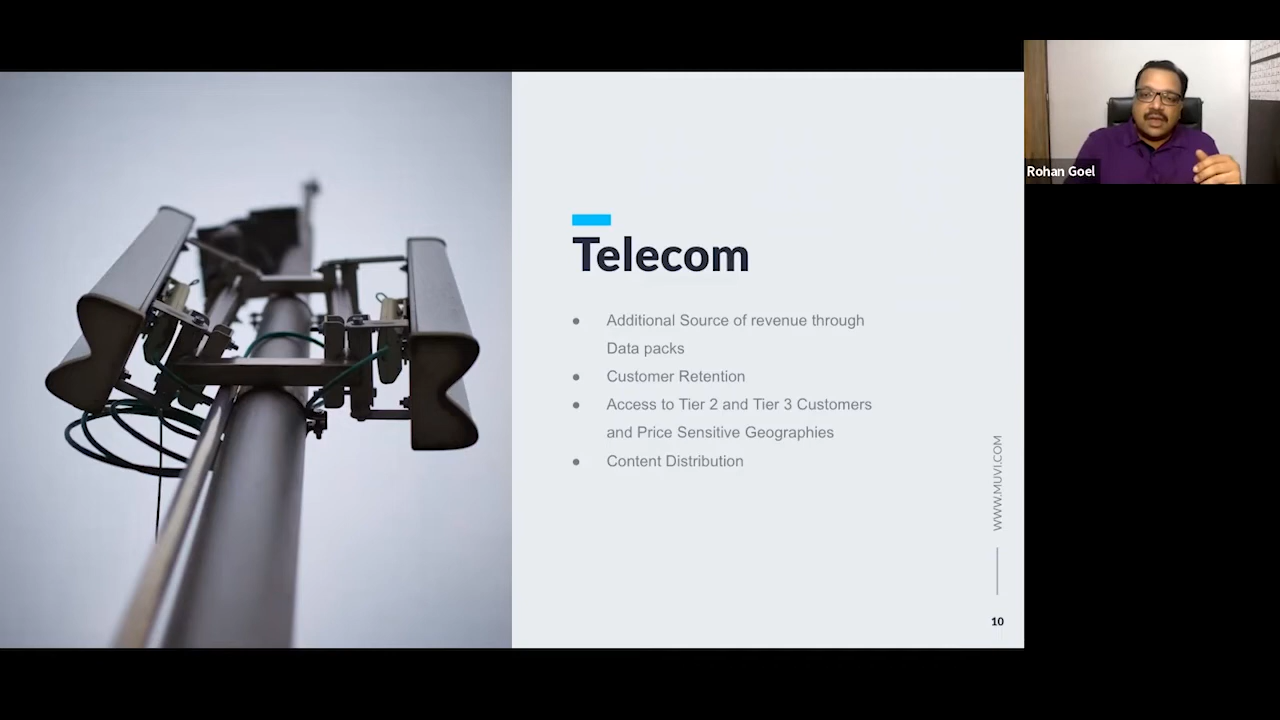 Telecom
● Additional Source of revenue through
Data packs
● Customer Retention
● Access to Tier 2 and Tier 3 Customers
and Price Sensitive Geographies
● Content Distribution
WWW.MUVI.COM
10
Rohan Goel